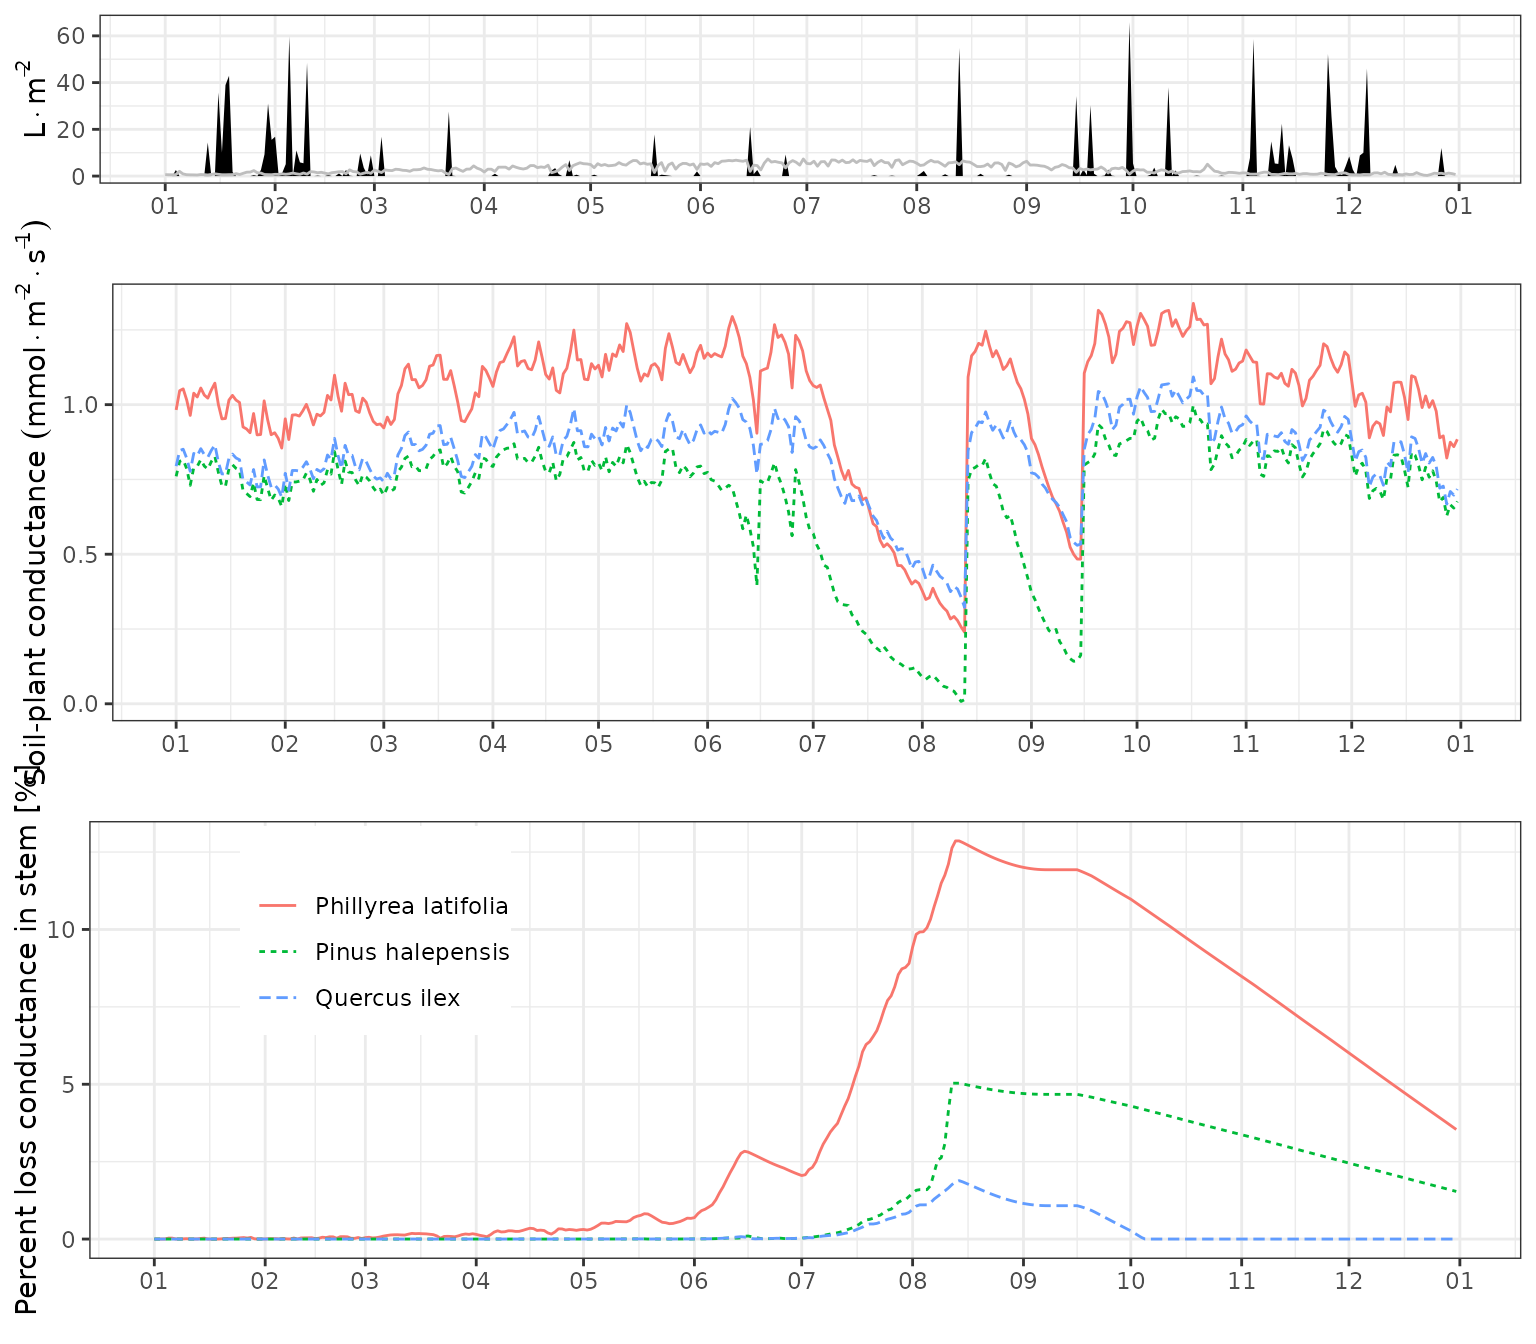 L·m⁻²
60
40
20
0
01 02 03 04 05 06 07 08 09 10 11 12 01
Soil-plant conductance (mmol·m⁻²·s⁻¹)
1.0
0.5
0.0
01 02 03 04 05 06 07 08 09 10 11 12 01
Percent loss conductance in stem [%]
10
5
0
Phillyrea latifolia
Pinus halepensis
Quercus ilex
01 02 03 04 05 06 07 08 09 10 11 12 01